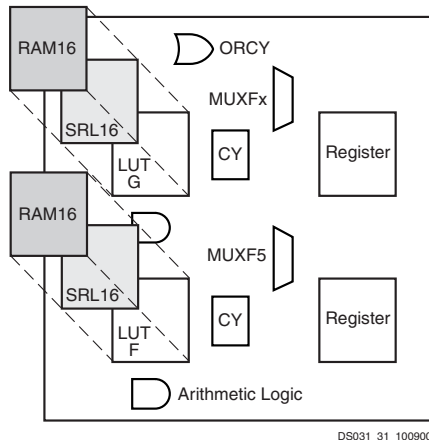 RAM16
ORCY
MUXFx
SRL16
LUT
G
CY
Register
RAM16
MUXF5
SRL16
LUT
F
CY
Register
Arithmetic Logic
DS031_31_100900